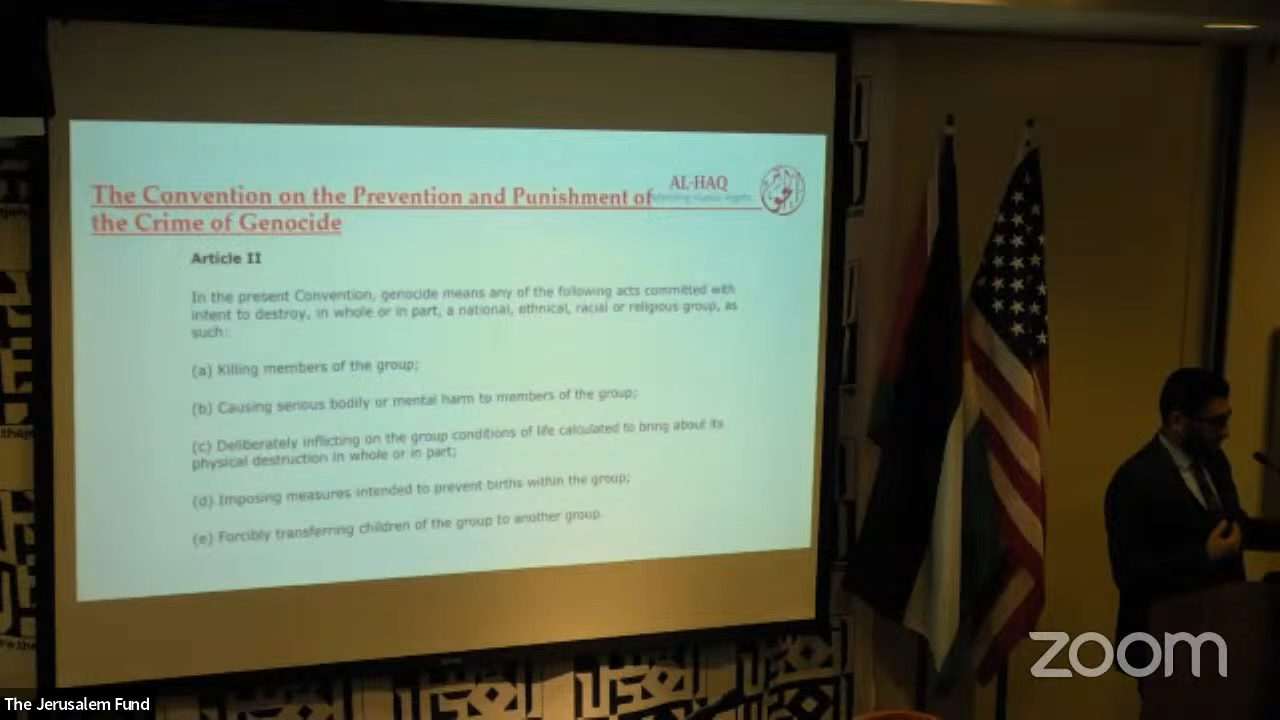 The Convention on the Prevention and Punishment of
the Crime of Genocide
AL-HAQ
Article II
In the present Convention, genocide means any of the following acts committed with
intent to destroy, in whole or in part, a national, ethnical, racial or religious group, as
such:
(a) Killing members of the group;
(b) Causing serious bodily or mental harm to members of the group;
(c) Deliberately inflicting on the group conditions of life calculated to bring about its
physical destruction in whole or in part;
(d) Imposing measures intended to prevent births within the group;
(e) Forcibly transferring children of the group to another group.
zoom
The Jerusalem Fund